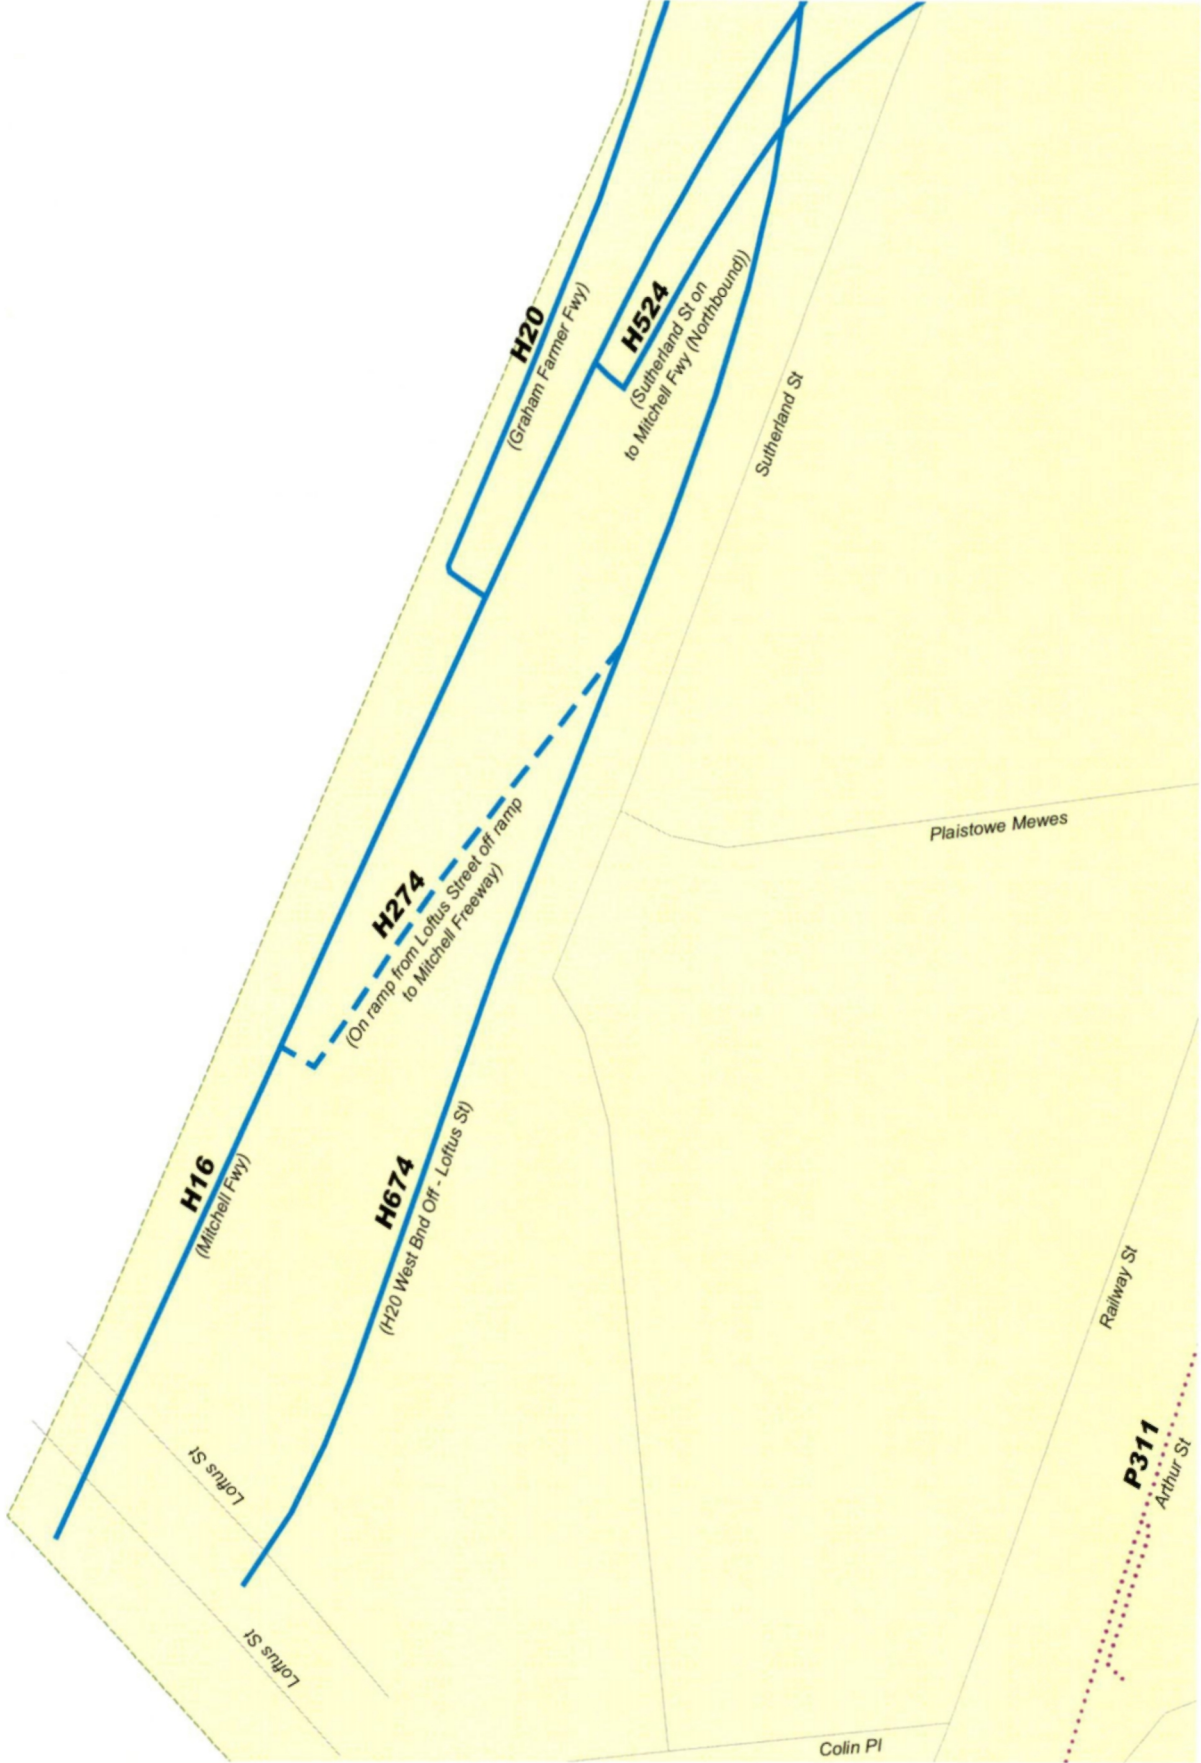 H20
(Graham Farmer Fwy)
H524
(Sutherland St on
to Mitchell Fwy (Northbound))
Sutherland St
Plaistowe Mewes
H274
(On ramp from Loftus Street off ramp
to Mitchell Freeway)
H16
(Mitchell Fwy)
H674
(H20 West Bnd Off - Loftus St)
Railway St
P311
Arthur St
Loftus St
Loftus St
Colin Pl